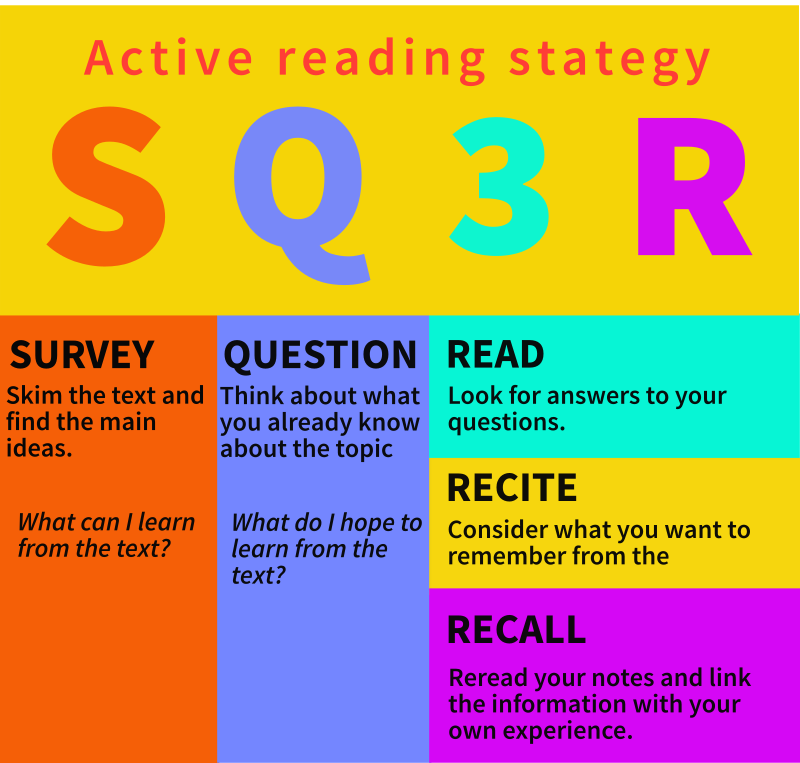 Active reading stategy
S Q 3 R
SURVEY
Skim the text and
find the main
ideas.
What can I learn
from the text?
QUESTION
Think about what
you already know
about the topic
What do I hope to
learn from the
text?
READ
Look for answers to your
questions.
RECITE
Consider what you want to
remember from the
RECALL
Reread your notes and link
the information with your
own experience.